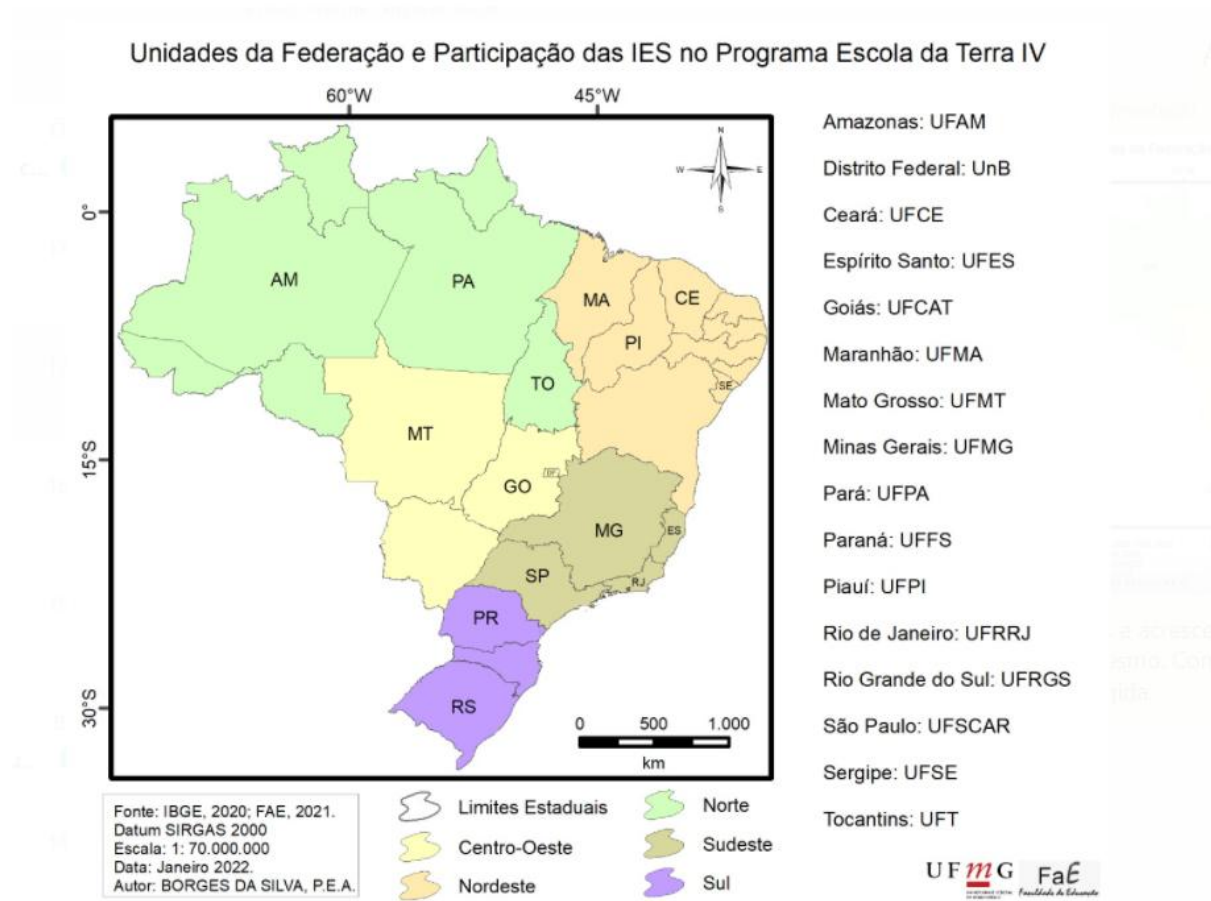 Unidades da Federação e Participação das IES no Programa Escola da Terra IV
60°W
45°W
N
W
E
S
0°
15°S
30°S
AM
PA
MA
CE
PI
TO
SE
MT
GO
DF
MG
ES
SP
RJ
PR
RS
0 500 1.000
km
Amazonas: UFAM
Distrito Federal: UnB
Ceará: UFCE
Espírito Santo: UFES
Goiás: UFCAT
Maranhão: UFMA
Mato Grosso: UFMT
Minas Gerais: UFMG
Pará: UFPA
Paraná: UFFS
Piauí: UFPI
Rio de Janeiro: UFRRJ
Rio Grande do Sul: UFRGS
São Paulo: UFSCAR
Sergipe: UFSE
Tocantins: UFT
Fonte: IBGE, 2020; FAE, 2021.
Datum SIRGAS 2000
Escala: 1: 70.000.000
Data: Janeiro 2022.
Autor: BORGES DA SILVA, P.E.A.
Limites Estaduais
Centro-Oeste
Nordeste
Norte
Sudeste
Sul
UFmG
FaE
Faculdade de Educação